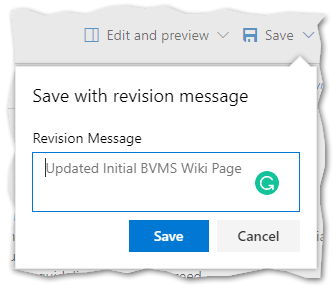 Edit and preview Save
Save with revision message
Revision Message
Updated Initial BVMS Wiki Page
Save Cancel